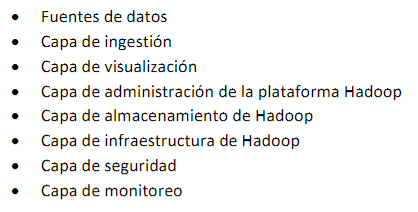 • Fuentes de datos
• Capa de ingestión
• Capa de visualización
• Capa de administración de la plataforma Hadoop
• Capa de almacenamiento de Hadoop
• Capa de infraestructura de Hadoop
• Capa de seguridad
• Capa de monitoreo